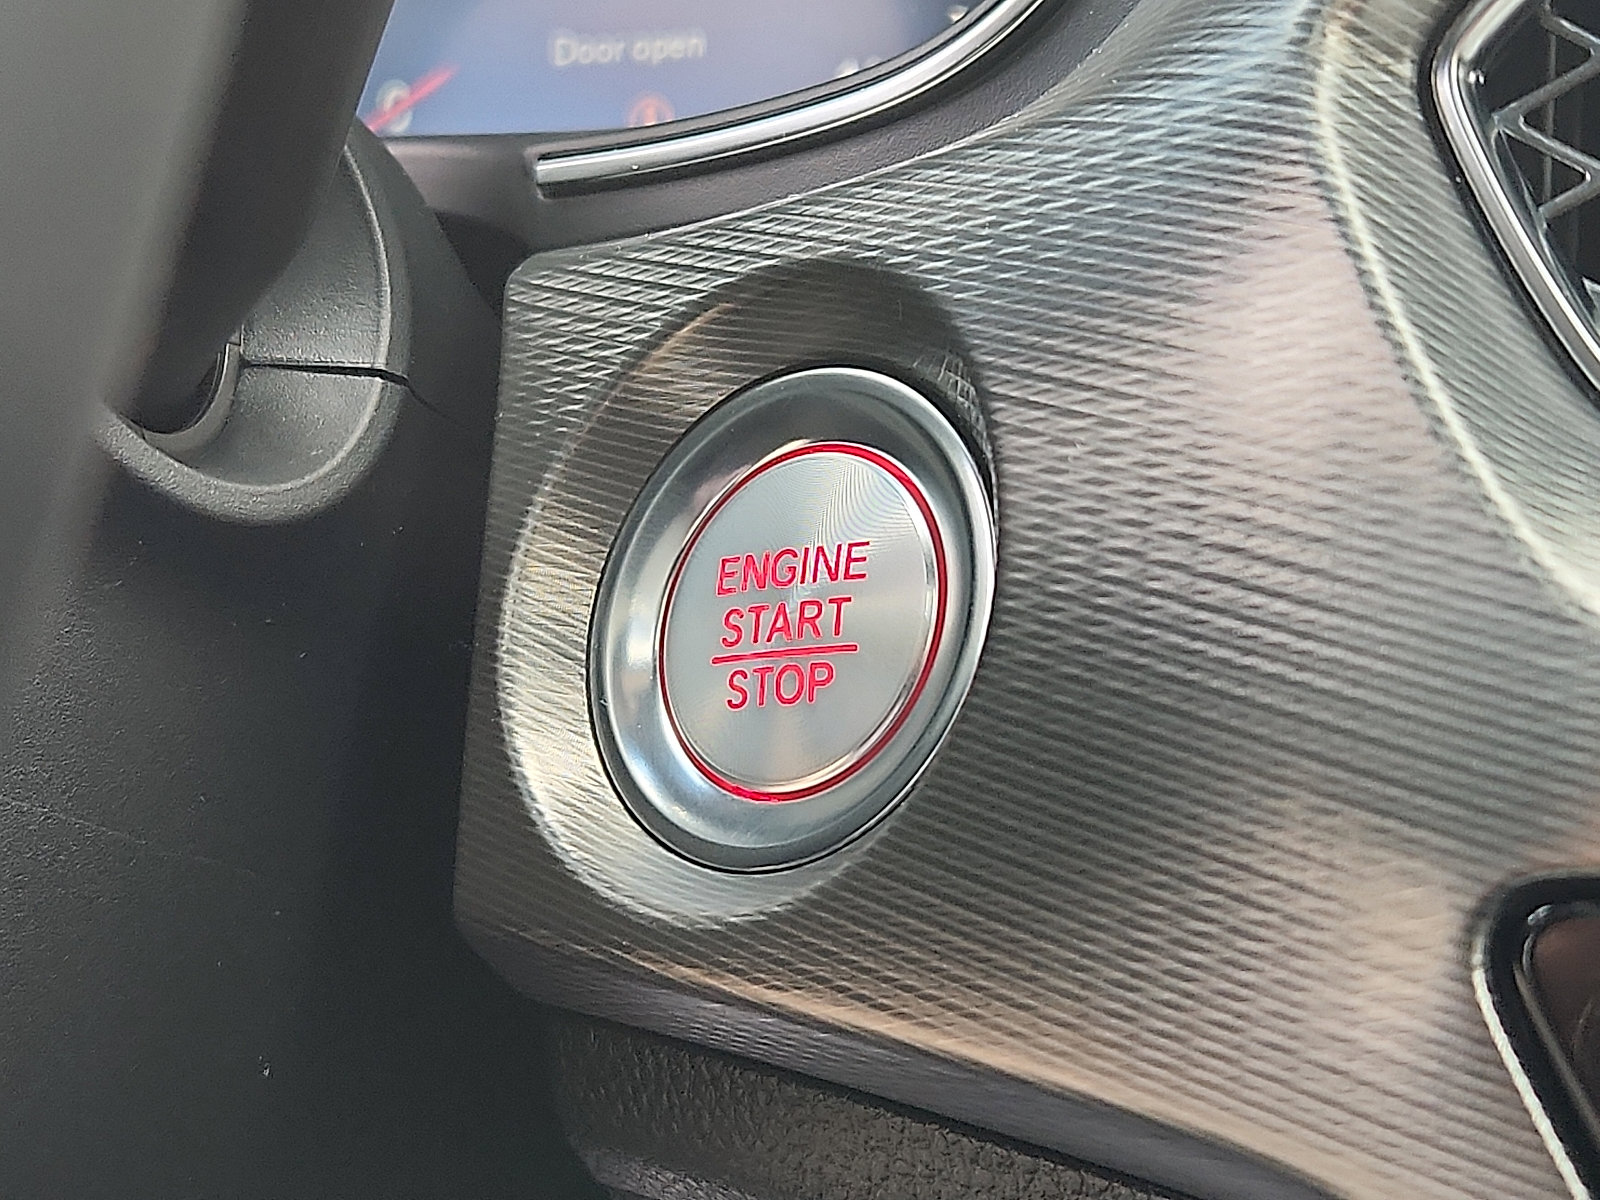 Door open
ENGINE
START
STOP